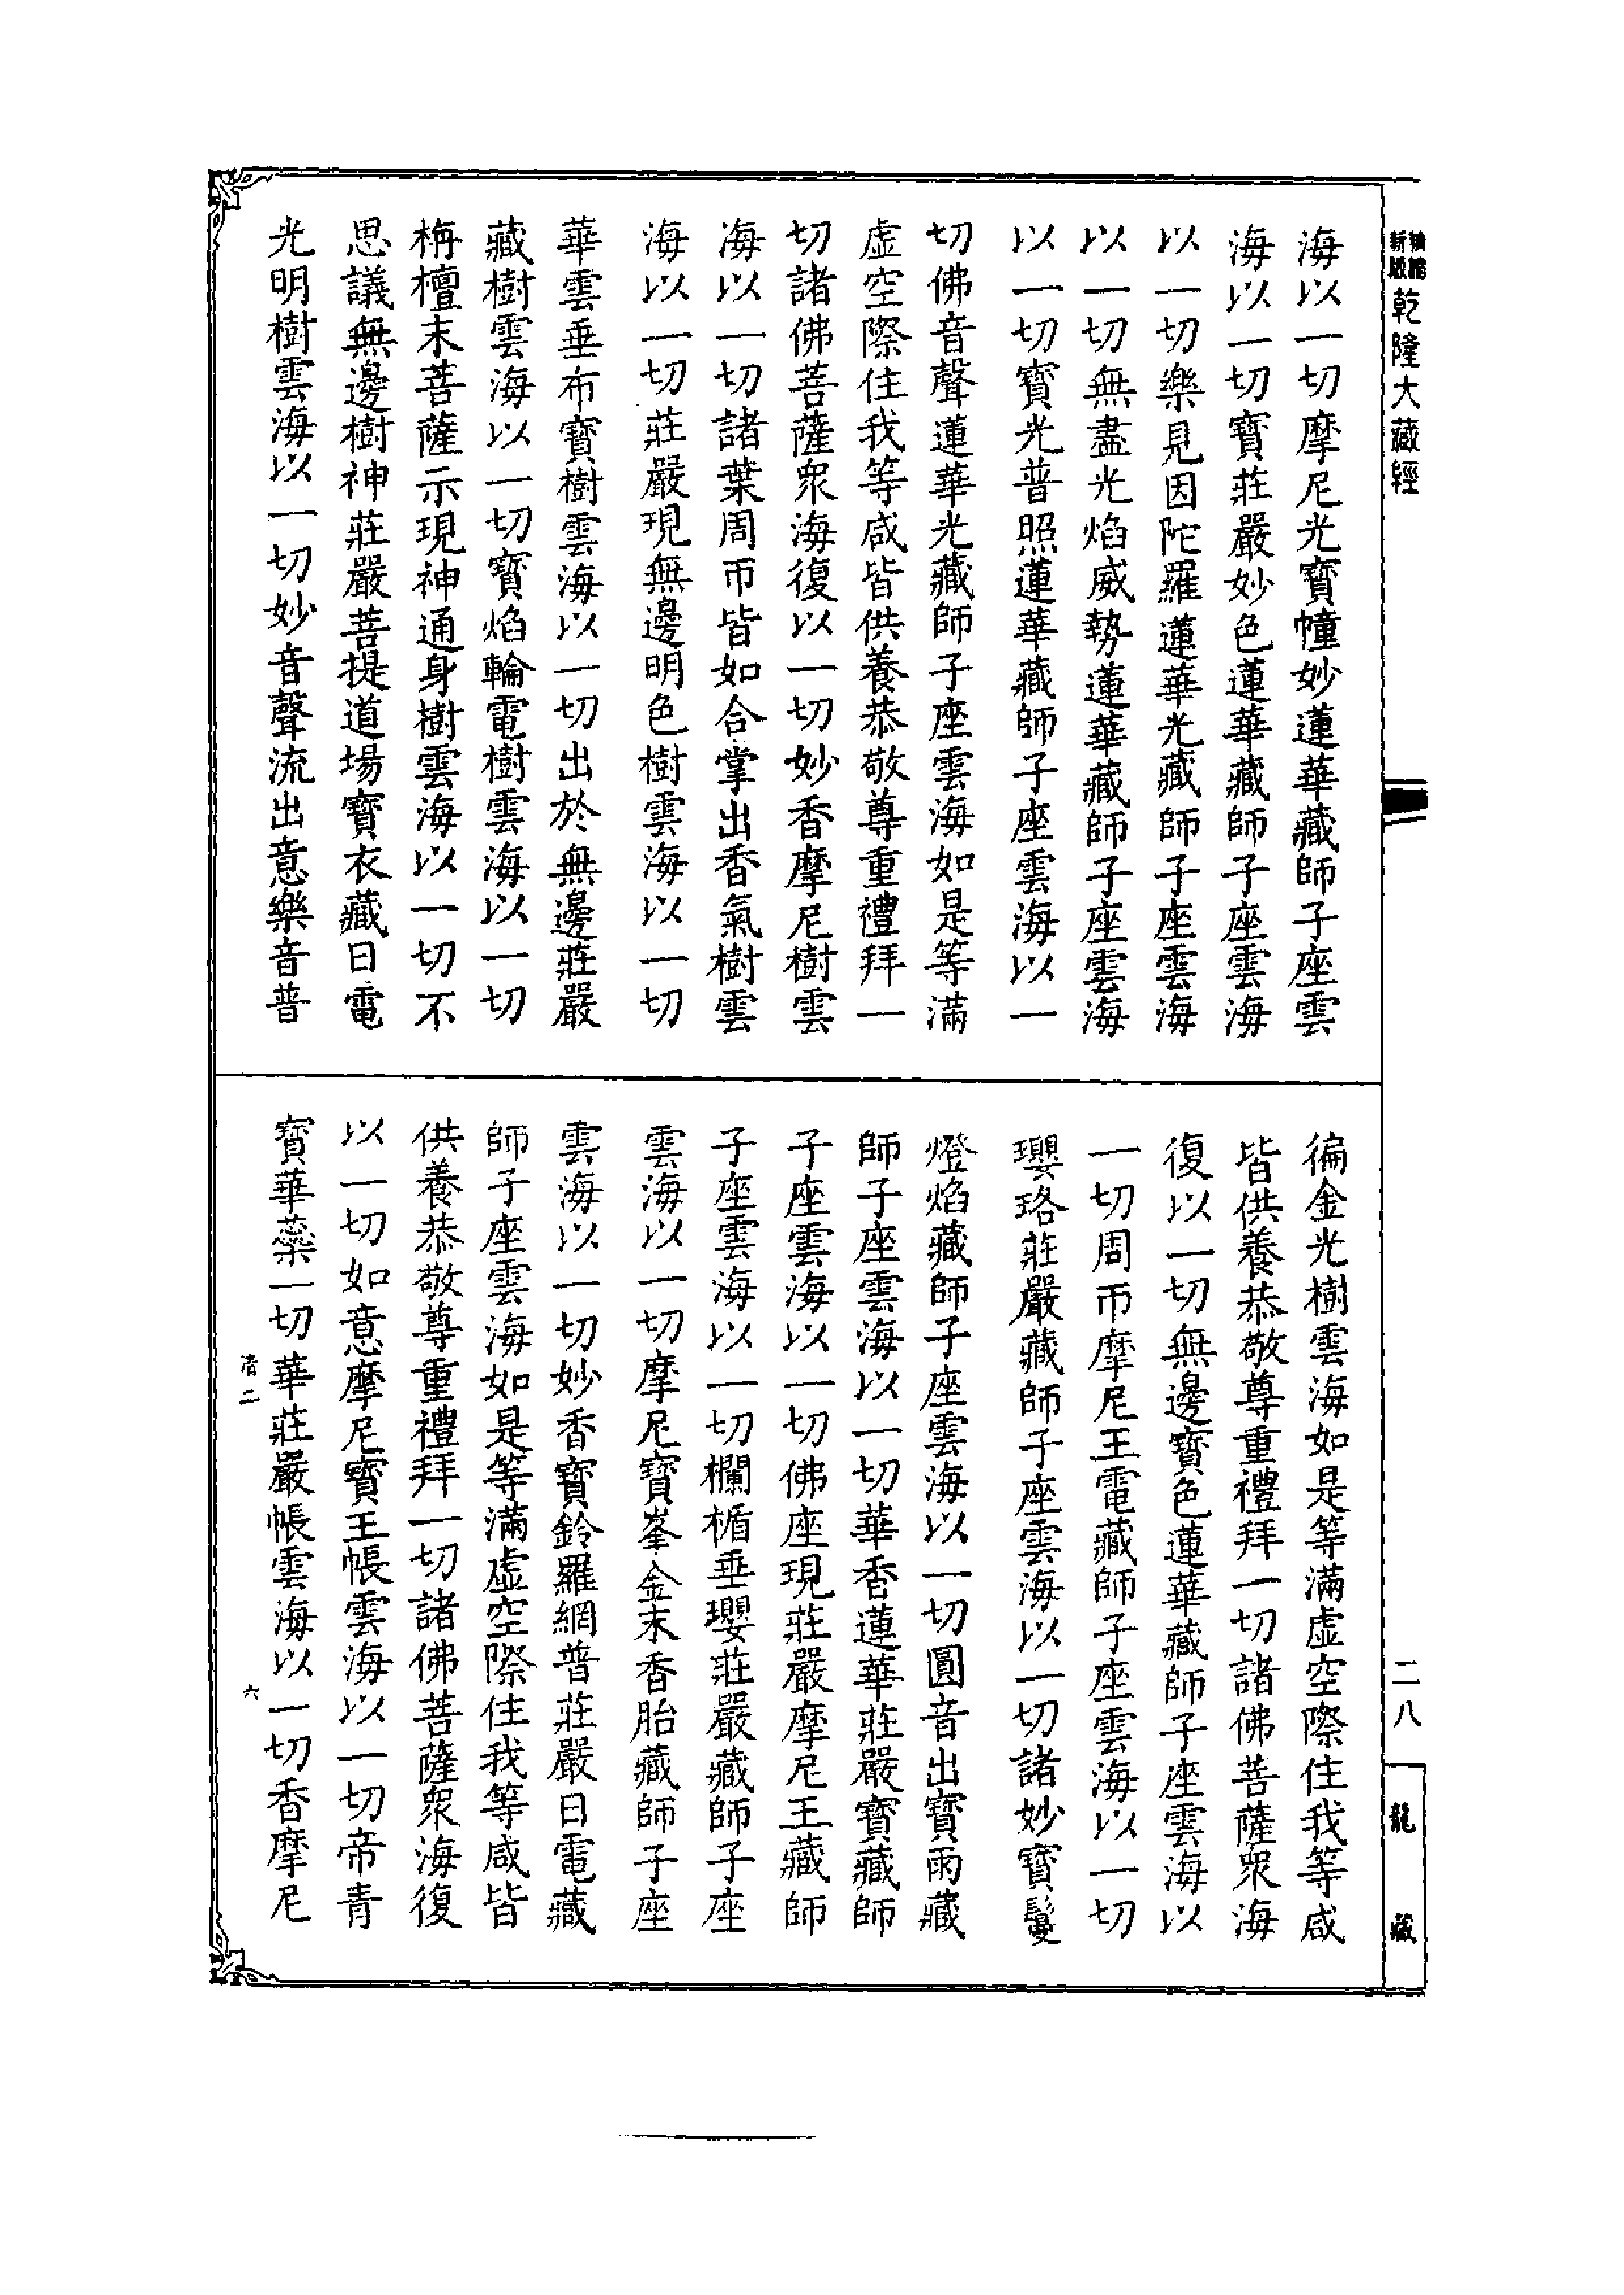 新版
乾隆大藏經
海以一切摩尼光寶幢妙蓮華藏師子座雲
海以一切寶莊嚴妙色蓮華藏師子座雲海
以一切樂見因陀羅蓮華光藏師子座雲海
以一切無盡光焰威勢蓮華藏師子座雲海
以一切寶光普照蓮華藏師子座雲海以一
切佛音聲蓮華光藏師子座雲海如是等滿
虛空際住我等咸皆供養恭敬尊重禮拜一
切諸佛菩薩衆海復以一切妙香摩尼樹雲
海以一切諸葉周帀皆如合掌出香氣樹雲
海以一切莊嚴現無邊明色樹雲海以一切
華雲垂布寶樹雲海以一切出於無邊莊嚴
藏樹雲海以一切寶焰輪電樹雲海以一切
栴檀末菩薩示現神通身樹雲海以一切不
思議無邊樹神莊嚴菩提道場寶衣藏日電
光明樹雲海以一切妙音聲流出意樂音普
徧金光樹雲海如是等滿虛空際住我等咸
皆供養恭敬尊重禮拜一切諸佛菩薩衆海
復以一切無邊寶色蓮華藏師子座雲海以
一切周帀摩尼王電藏師子座雲海以一切
瓔珞莊嚴藏師子座雲海以一切諸妙寶鬘
燈焰藏師子座雲海以一切圓音出寶雨藏
師子座雲海以一切華香蓮華莊嚴寶藏師
子座雲海以一切佛座現莊嚴摩尼王藏師
子座雲海以一切欄楯垂瓔莊嚴藏師子座
雲海以一切摩尼寶峯金末香胎藏師子座
雲海以一切妙香寶鈴羅網普莊嚴日電藏
師子座雲海如是等滿虛空際住我等咸皆
供養恭敬尊重禮拜一切諸佛菩薩衆海復
以一切如意摩尼寶王帳雲海以一切帝青
寶華蘂一切華莊嚴帳雲海以一切香摩尼
二八
龍藏
清二
六